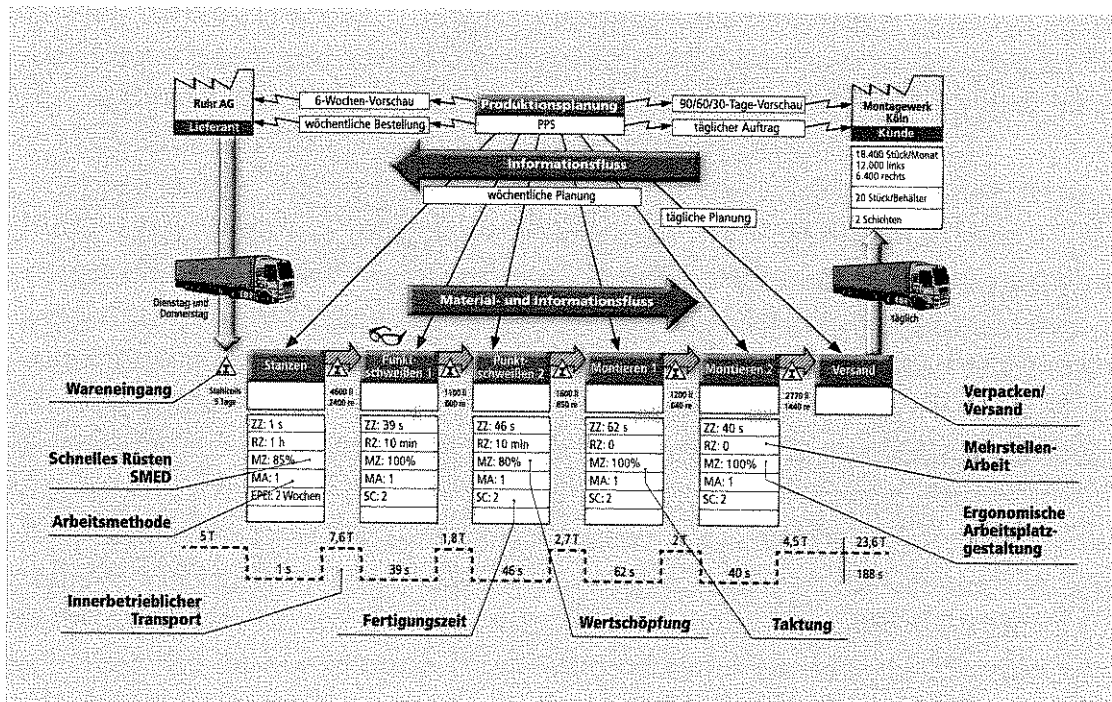 Ruhr AG
Lieferant
6-Wochen-Vorschau
wöchentliche Bestellung
Produktionsplanung
PPS
90/60/30-Tage-Vorschau
täglicher Auftrag
Montagewerk
Köln
Kunde
18.400 Stück/Monat
12.000 links
6.400 rechts
20 Stück/Behälter
2 Schichten
Informationsfluss
wöchentliche Planung
tägliche Planung
Dienstag und
Donnerstag
Material- und Informationsfluss
täglich
Wareneingang
I
Stahlcoils
5 Tage
Stanzen
I
4600 li
2400 re
Punkt-
schweißen 1
I
1100 li
600 re
Punkt-
schweißen 2
I
1600 li
850 re
Montieren 1
I
1200 li
640 re
Montieren 2
I
2770 li
1440 re
Versand
Verpacken/
Versand
ZZ: 1 s
RZ: 1 h
MZ: 85%
MA: 1
EPEI: 2 Wochen
ZZ: 39 s
RZ: 10 min
MZ: 100%
MA: 1
SC: 2
ZZ: 46 s
RZ: 10 min
MZ: 80%
MA: 1
SC: 2
ZZ: 62 s
RZ: 0
MZ: 100%
MA: 1
SC: 2
ZZ: 40 s
RZ: 0
MZ: 100%
MA: 1
SC: 2
Schnelles Rüsten
SMED
Arbeitsmethode
Mehrstellen-
Arbeit
Ergonomische
Arbeitsplatz-
gestaltung
5 T
7,6 T
1,8 T
2,7 T
2 T
4,5 T
23,6 T
1 s
39 s
46 s
62 s
40 s
188 s
Innerbetrieblicher
Transport
Fertigungszeit
Wertschöpfung
Taktung